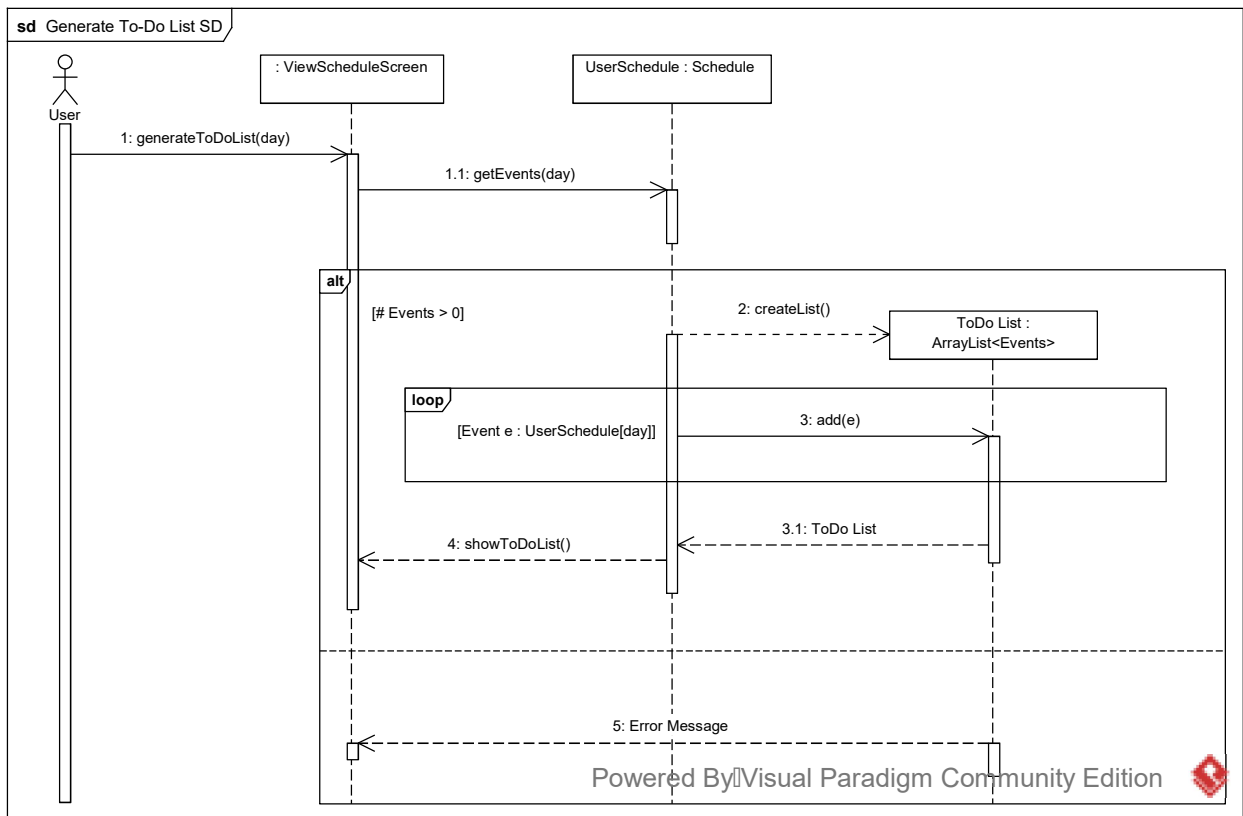 sd Generate To-Do List SD
: ViewScheduleScreen
UserSchedule : Schedule
User
1: generateToDoList(day)
1.1: getEvents(day)
alt
[# Events > 0]
2: createList()
ToDo List :
ArrayList<Events>
loop
[Event e : UserSchedule[day]]
3: add(e)
3.1: ToDo List
4: showToDoList()
5: Error Message
Powered By Visual Paradigm Community Edition